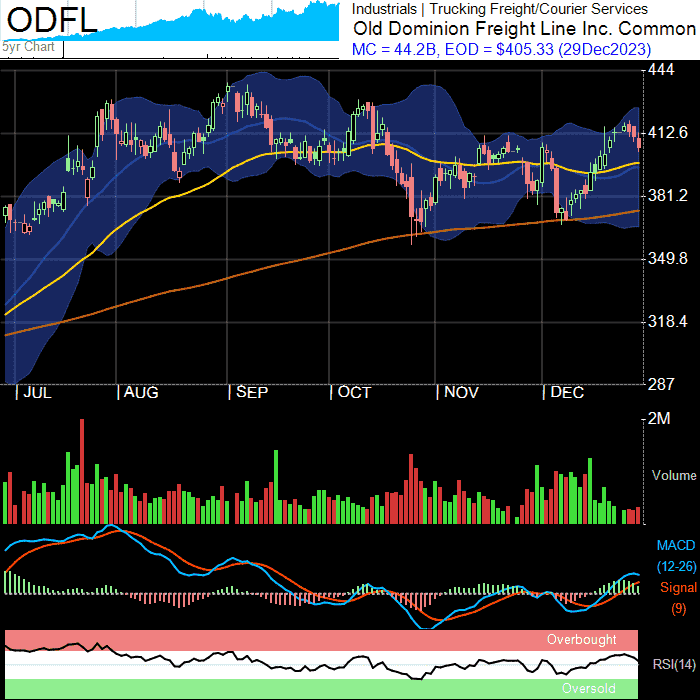 ODFL
5yr Chart
Industrials | Trucking Freight/Courier Services
Old Dominion Freight Line Inc. Common
MC = 44.2B, EOD = $405.33 (29Dec2023)
444
412.6
381.2
349.8
318.4
287
JUL AUG SEP OCT NOV DEC
2M
Volume
MACD
(12-26)
Signal
(9)
Overbought
RSI(14)
Oversold